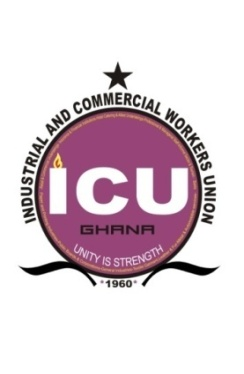 INDUSTRIAL AND COMMERCIAL WORKERS UNION
ICU
GHANA
UNITY IS STRENGTH
*1960*